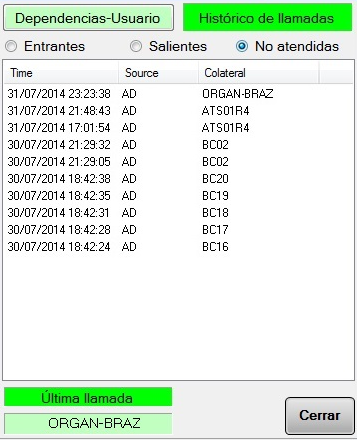 Dependencias-Usuario Histórico de llamadas
Entrantes Salientes No atendidas
Time Source Colateral
31/07/2014 23:23:38 AD ORGAN-BRAZ
31/07/2014 21:48:43 AD ATS01R4
31/07/2014 17:01:54 AD ATS01R4
30/07/2014 21:29:32 AD BC02
30/07/2014 21:29:05 AD BC02
30/07/2014 18:42:38 AD BC20
30/07/2014 18:42:35 AD BC19
30/07/2014 18:42:31 AD BC18
30/07/2014 18:42:28 AD BC17
30/07/2014 18:42:24 AD BC16
Última llamada
ORGAN-BRAZ
Cerrar